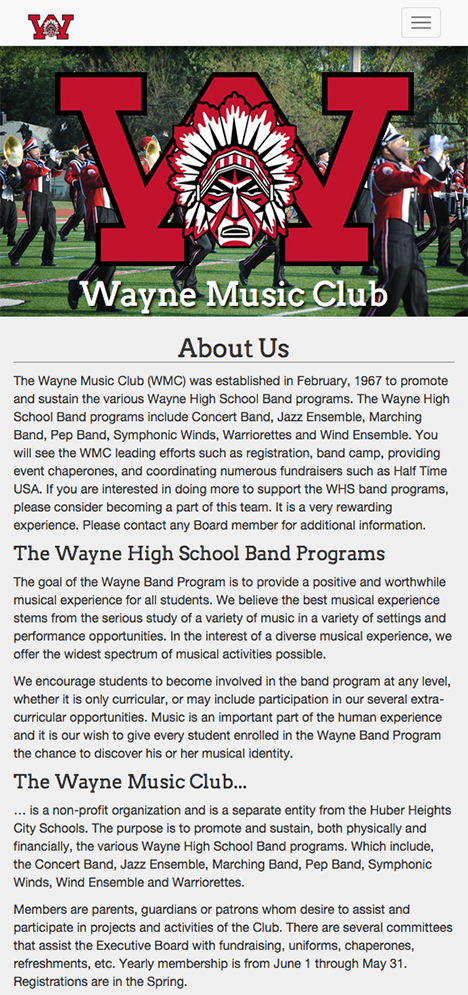 W
W
Wayne Music Club
About Us
The Wayne Music Club (WMC) was established in February, 1967 to promote
and sustain the various Wayne High School Band programs. The Wayne High
School Band programs include Concert Band, Jazz Ensemble, Marching
Band, Pep Band, Symphonic Winds, Warriorettes and Wind Ensemble. You
will see the WMC leading efforts such as registration, band camp, providing
event chaperones, and coordinating numerous fundraisers such as Half Time
USA. If you are interested in doing more to support the WHS band programs,
please consider becoming a part of this team. It is a very rewarding
experience. Please contact any Board member for additional information.
The Wayne High School Band Programs
The goal of the Wayne Band Program is to provide a positive and worthwhile
musical experience for all students. We believe the best musical experience
stems from the serious study of a variety of music in a variety of settings and
performance opportunities. In the interest of a diverse musical experience, we
offer the widest spectrum of musical activities possible.
We encourage students to become involved in the band program at any level,
whether it is only curricular, or may include participation in our several extra-
curricular opportunities. Music is an important part of the human experience
and it is our wish to give every student enrolled in the Wayne Band Program
the chance to discover his or her musical identity.
The Wayne Music Club...
… is a non-profit organization and is a separate entity from the Huber Heights
City Schools. The purpose is to promote and sustain, both physically and
financially, the various Wayne High School Band programs. Which include,
the Concert Band, Jazz Ensemble, Marching Band, Pep Band, Symphonic
Winds, Wind Ensemble and Warriorettes.
Members are parents, guardians or patrons whom desire to assist and
participate in projects and activities of the Club. There are several committees
that assist the Executive Board with fundraising, uniforms, chaperones,
refreshments, etc. Yearly membership is from June 1 through May 31.
Registrations are in the Spring.